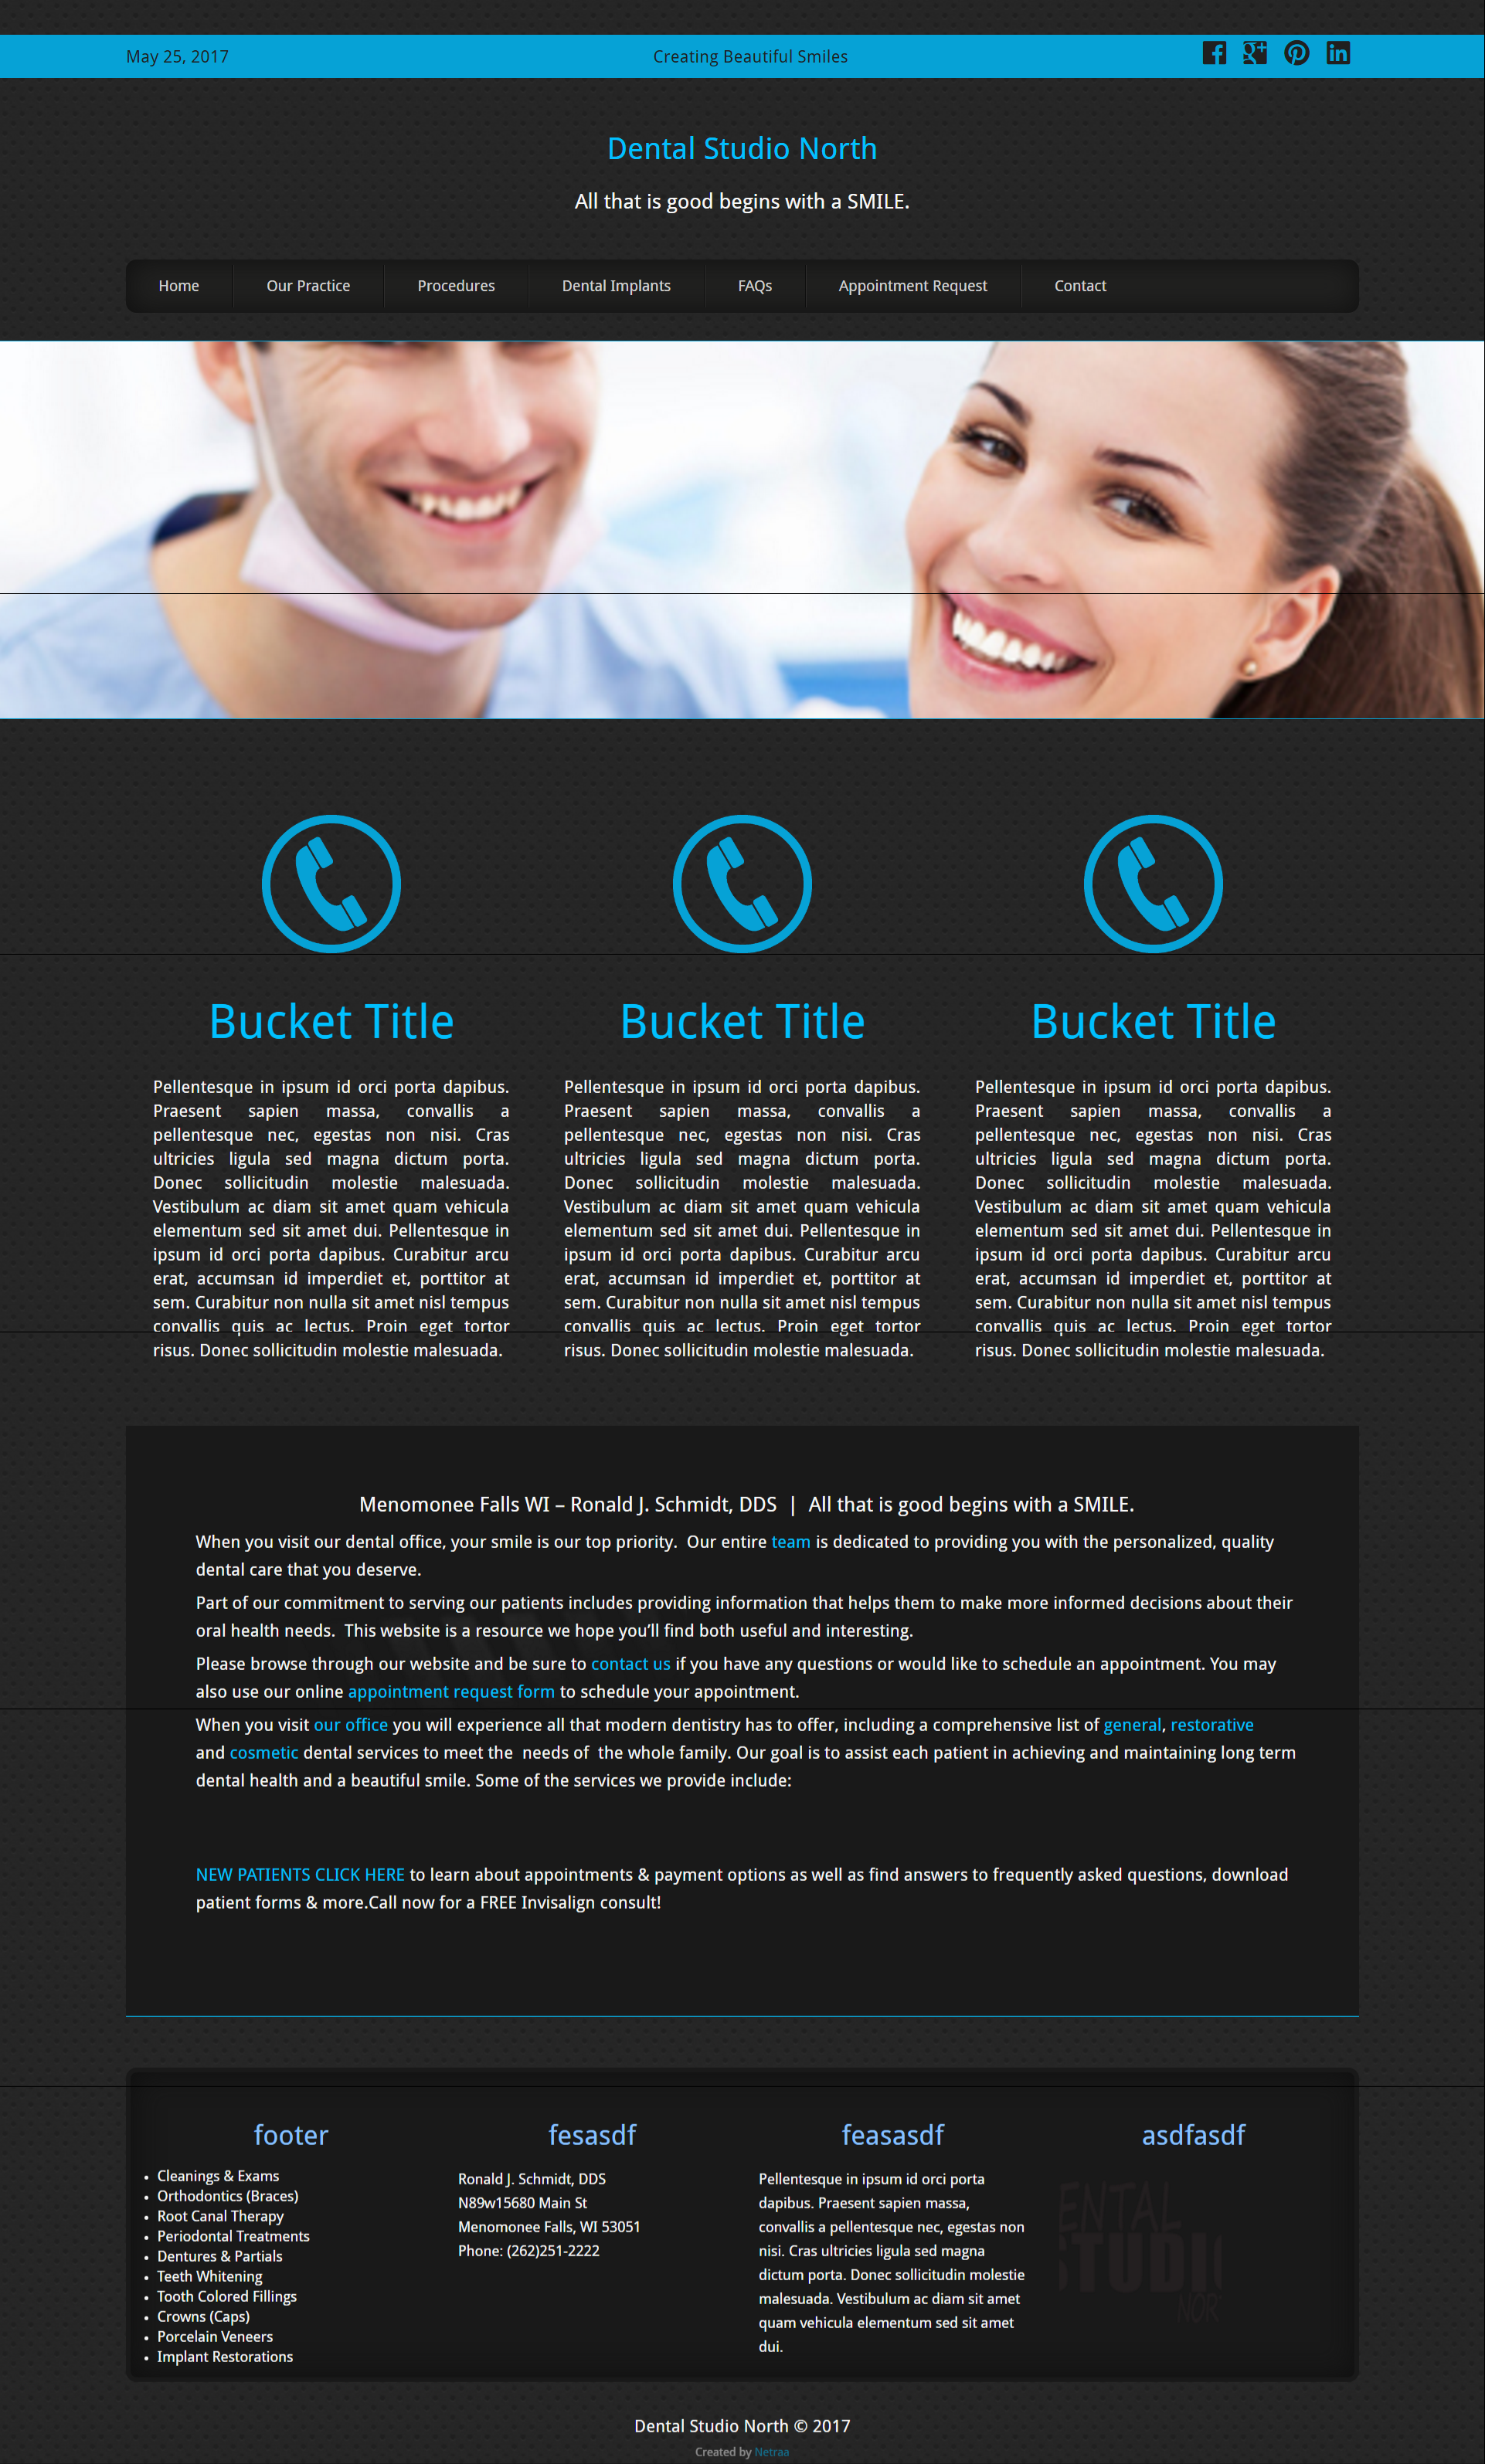 May 25, 2017
Creating Beautiful Smiles
Dental Studio North
All that is good begins with a SMILE.
Home
Our Practice
Procedures
Dental Implants
FAQs
Appointment Request
Contact
Bucket Title
Pellentesque in ipsum id orci porta dapibus.
Praesent sapien massa, convallis a
pellentesque nec, egestas non nisi. Cras
ultricies ligula sed magna dictum porta.
Donec sollicitudin molestie malesuada.
Vestibulum ac diam sit amet quam vehicula
elementum sed sit amet dui. Pellentesque in
ipsum id orci porta dapibus. Curabitur arcu
erat, accumsan id imperdiet et, porttitor at
sem. Curabitur non nulla sit amet nisl tempus
convallis quis ac lectus. Proin eget tortor
risus. Donec sollicitudin molestie malesuada.
Bucket Title
Pellentesque in ipsum id orci porta dapibus.
Praesent sapien massa, convallis a
pellentesque nec, egestas non nisi. Cras
ultricies ligula sed magna dictum porta.
Donec sollicitudin molestie malesuada.
Vestibulum ac diam sit amet quam vehicula
elementum sed sit amet dui. Pellentesque in
ipsum id orci porta dapibus. Curabitur arcu
erat, accumsan id imperdiet et, porttitor at
sem. Curabitur non nulla sit amet nisl tempus
convallis quis ac lectus. Proin eget tortor
risus. Donec sollicitudin molestie malesuada.
Bucket Title
Pellentesque in ipsum id orci porta dapibus.
Praesent sapien massa, convallis a
pellentesque nec, egestas non nisi. Cras
ultricies ligula sed magna dictum porta.
Donec sollicitudin molestie malesuada.
Vestibulum ac diam sit amet quam vehicula
elementum sed sit amet dui. Pellentesque in
ipsum id orci porta dapibus. Curabitur arcu
erat, accumsan id imperdiet et, porttitor at
sem. Curabitur non nulla sit amet nisl tempus
convallis quis ac lectus. Proin eget tortor
risus. Donec sollicitudin molestie malesuada.
Menomonee Falls WI – Ronald J. Schmidt, DDS | All that is good begins with a SMILE.
When you visit our dental office, your smile is our top priority. Our entire team is dedicated to providing you with the personalized, quality
dental care that you deserve.
Part of our commitment to serving our patients includes providing information that helps them to make more informed decisions about their
oral health needs. This website is a resource we hope you’ll find both useful and interesting.
Please browse through our website and be sure to contact us if you have any questions or would like to schedule an appointment. You may
also use our online appointment request form to schedule your appointment.
When you visit our office you will experience all that modern dentistry has to offer, including a comprehensive list of general, restorative
and cosmetic dental services to meet the needs of the whole family. Our goal is to assist each patient in achieving and maintaining long term
dental health and a beautiful smile. Some of the services we provide include:
NEW PATIENTS CLICK HERE to learn about appointments & payment options as well as find answers to frequently asked questions, download
patient forms & more.Call now for a FREE Invisalign consult!
footer
• Cleanings & Exams
• Orthodontics (Braces)
• Root Canal Therapy
• Periodontal Treatments
• Dentures & Partials
• Teeth Whitening
• Tooth Colored Fillings
• Crowns (Caps)
• Porcelain Veneers
• Implant Restorations
fesasdf
Ronald J. Schmidt, DDS
N89w15680 Main St
Menomonee Falls, WI 53051
Phone: (262)251-2222
feasasdf
Pellentesque in ipsum id orci porta
dapibus. Praesent sapien massa,
convallis a pellentesque nec, egestas non
nisi. Cras ultricies ligula sed magna
dictum porta. Donec sollicitudin molestie
malesuada. Vestibulum ac diam sit amet
quam vehicula elementum sed sit amet
dui.
asdfasdf
ENTAL
STUDI
NOR
Dental Studio North © 2017
Created by Netraa